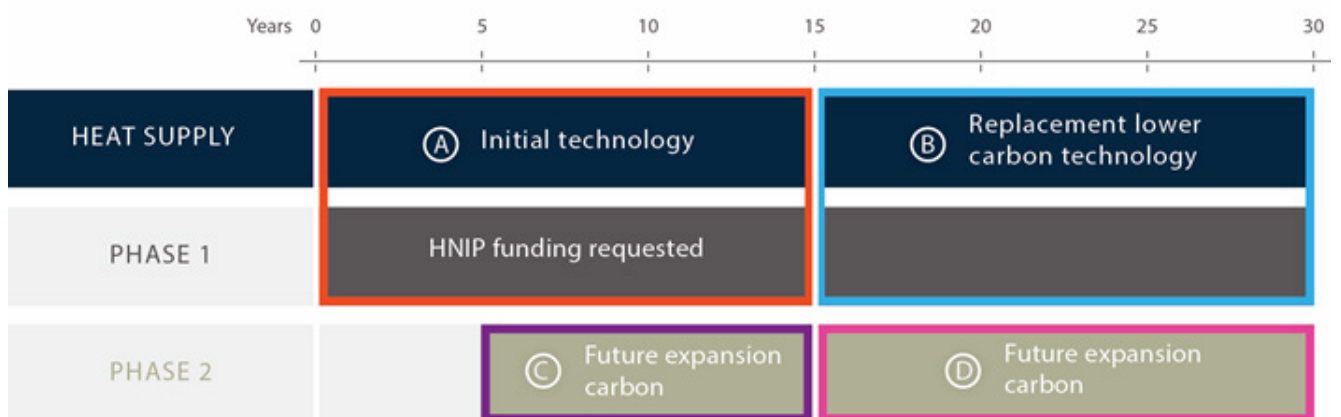 Years 0 5 10 15 20 25 30
HEAT SUPPLY
A Initial technology
B Replacement lower
carbon technology
PHASE 1
HNIP funding requested
PHASE 2
C Future expansion
carbon
D Future expansion
carbon